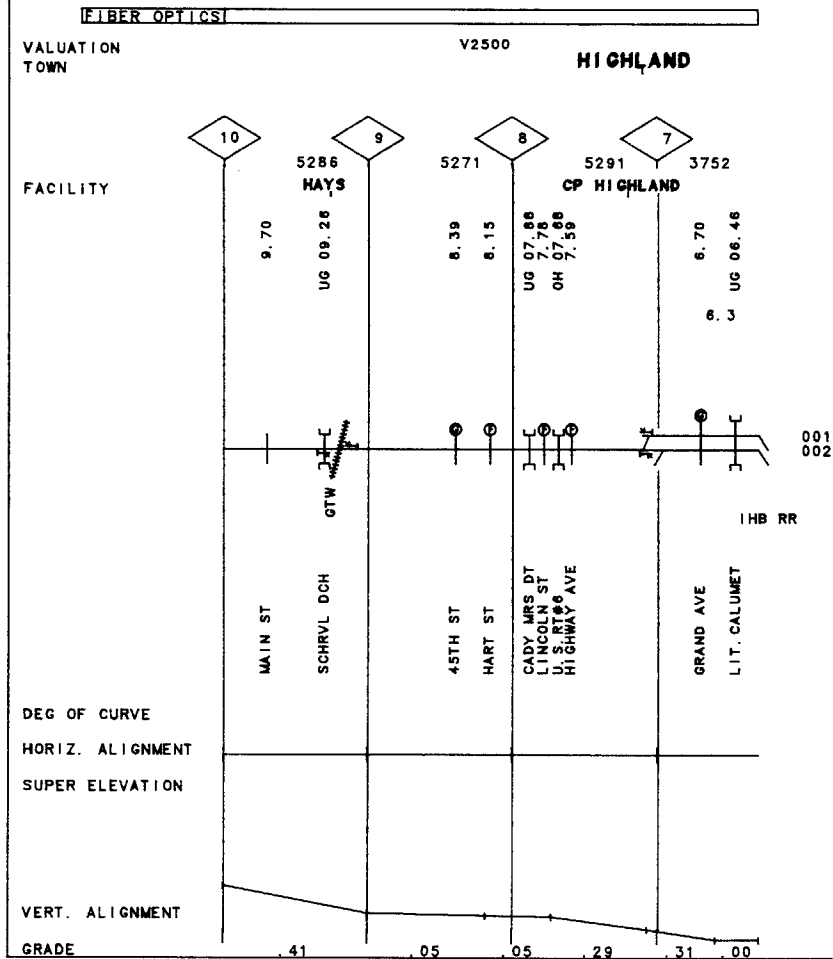 FIBER OPTICS
VALUATION V2500
TOWN HIGHLAND
10 9 8 7
5286 5271 5291 3752
FACILITY HAYS CP HIGHLAND
9.70
UG 09.26
8.39
8.15
UG 07.88
7.78
OH 07.68
7.59
6.70
UG 06.46
6.3
G F F F G
001
002
GTW
IHB RR
MAIN ST
SCHRVL DCH
45TH ST
HART ST
CADY MRS DT
LINCOLN ST
U.S.RT#6
HIGHWAY AVE
GRAND AVE
LIT. CALUMET
DEG OF CURVE
HORIZ. ALIGNMENT
SUPER ELEVATION
VERT. ALIGNMENT
GRADE .41 .05 .05 .29 .31 .00